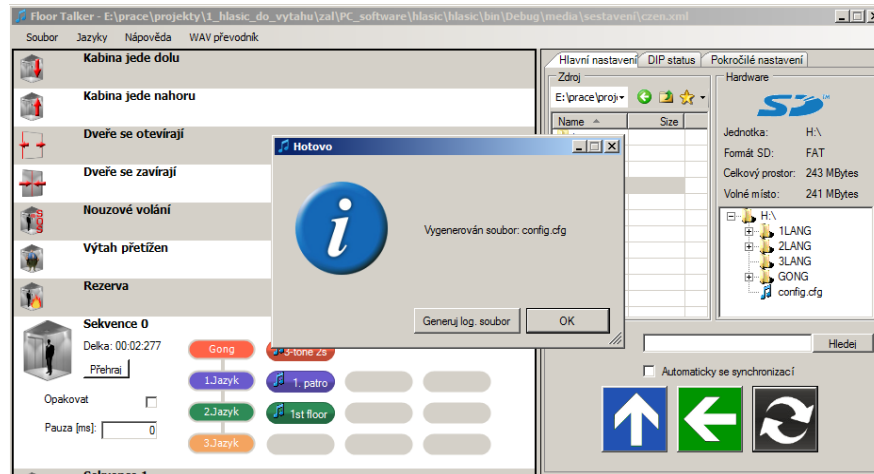 Floor Talker - E:\prace\projekty\1_hlasic_do_vytahu\zal\PC_software\hlasic\hlasic\bin\Debug\media\sestavení\czen.xml
Soubor Jazyky Nápověda WAV převodník
Kabina jede dolu
Kabina jede nahoru
Dveře se otevírají
Dveře se zavírají
Nouzové volání
SOS
Výtah přetížen
Rezerva
Sekvence 0
Delka: 00:02:277
Přehraj
Opakovat
Pauza [ms]: 0
Gong 3-tone 2s
1.Jazyk 1. patro
2.Jazyk 1st floor
3.Jazyk
Hotovo
Vygenerován soubor: config.cfg
Generuj log. soubor OK
Hlavní nastavení DIP status Pokročilé nastavení
Zdroj
E:\prace\proj
Name Size
Hardware
SD
Jednotka: H:\
Formát SD: FAT
Celkový prostor: 243 MBytes
Volné místo: 241 MBytes
H:\
1LANG
2LANG
3LANG
GONG
config.cfg
Hledej
Automaticky se synchronizací